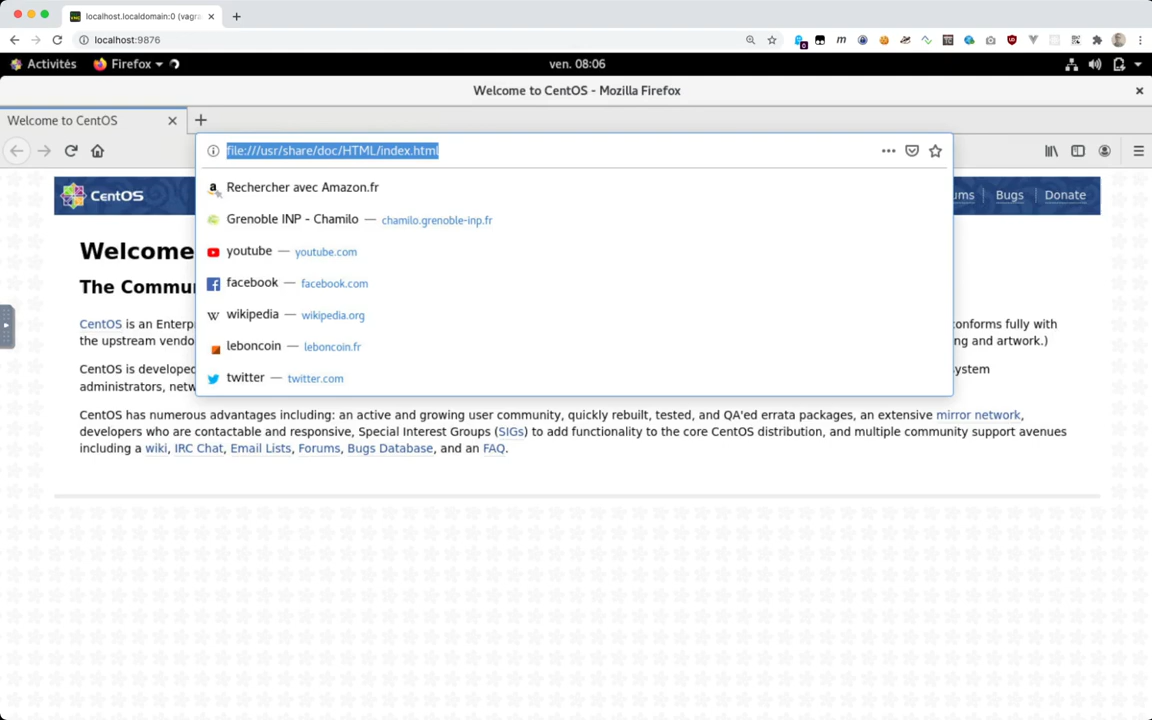 localhost.localdomain:0 (vagra
localhost:9876
Activités Firefox ven. 08:06
Welcome to CentOS - Mozilla Firefox
Welcome to CentOS
file:///usr/share/doc/HTML/index.html
Rechercher avec Amazon.fr
Grenoble INP - Chamilo — chamilo.grenoble-inp.fr
youtube — youtube.com
facebook — facebook.com
wikipedia — wikipedia.org
leboncoin — leboncoin.fr
twitter — twitter.com
CentOS Bugs Donate
Welcome
The Commu
CentOS is an Enterp conforms fully with
the upstream vendo ng and artwork.)
CentOS is developed ystem
administrators, netw
CentOS has numerous advantages including: an active and growing user community, quickly rebuilt, tested, and QA'ed errata packages, an extensive mirror network,
developers who are contactable and responsive, Special Interest Groups (SIGs) to add functionality to the core CentOS distribution, and multiple community support avenues
including a wiki, IRC Chat, Email Lists, Forums, Bugs Database, and an FAQ.